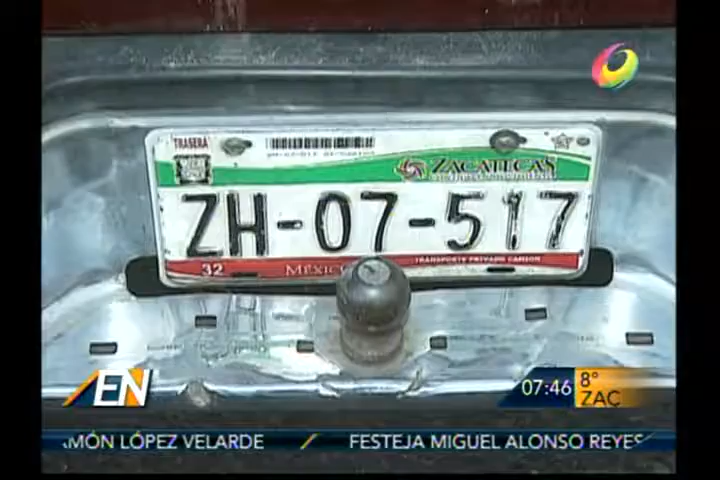 TRASERA
ZACATECAS
ZH-07-517
32 MÉXICO TRANSPORTE PRIVADO CAMION
EN
07:46 8°
ZAC
MÓN LÓPEZ VELARDE / FESTEJA MIGUEL ALONSO REYES